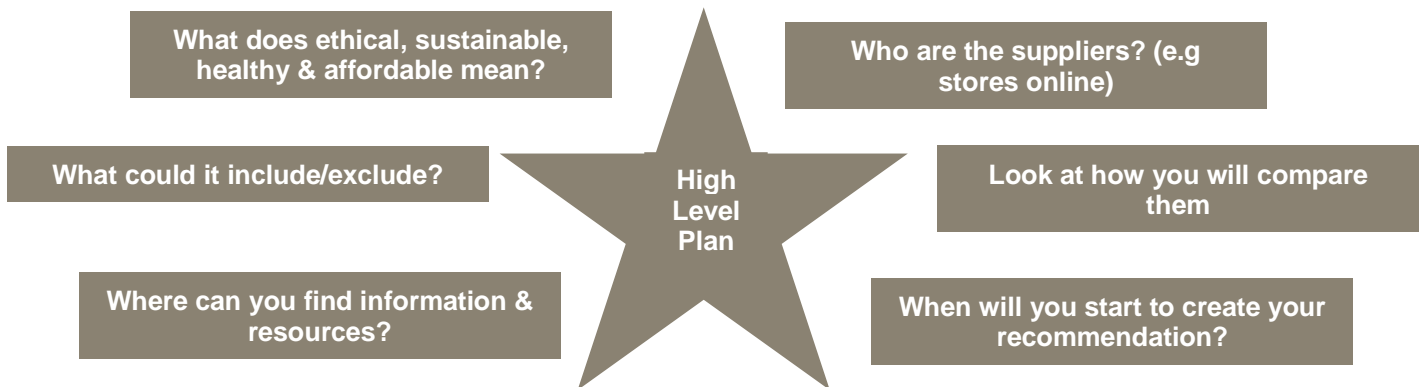 What does ethical, sustainable,
healthy & affordable mean?
Who are the suppliers? (e.g
stores online)
What could it include/exclude?
High
Level
Plan
Look at how you will compare
them
Where can you find information &
resources?
When will you start to create your
recommendation?